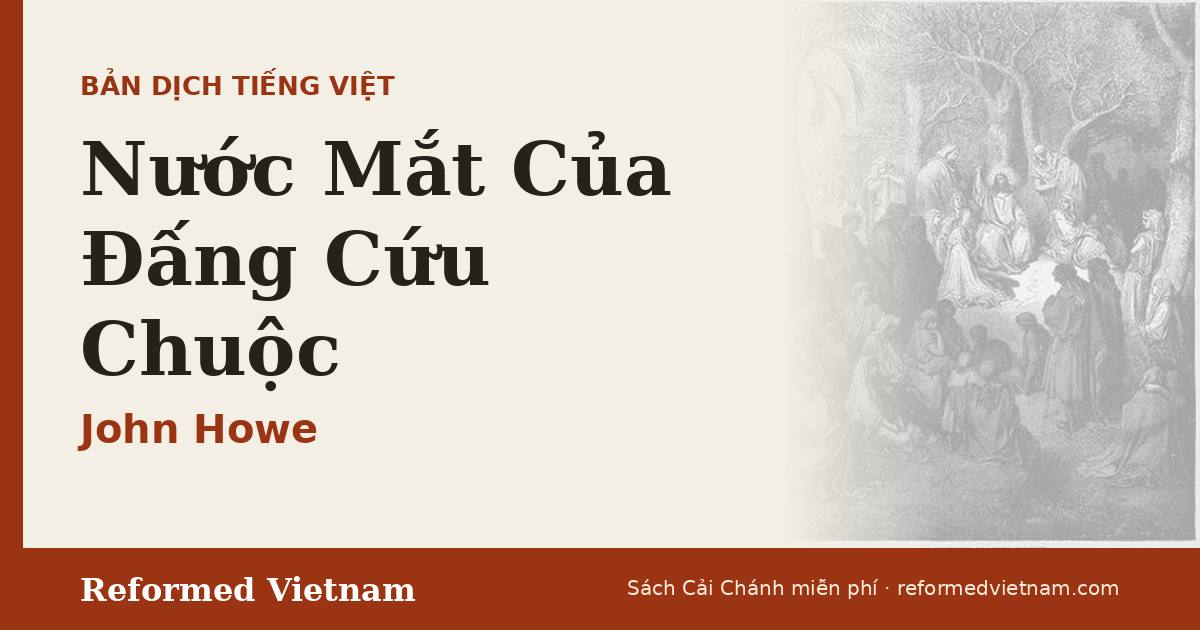 BẢN DỊCH TIẾNG VIỆT
Nước Mắt Của
Đấng Cứu
Chuộc
John Howe
Reformed Vietnam
Sách Cải Chánh miễn phí · reformedvietnam.com